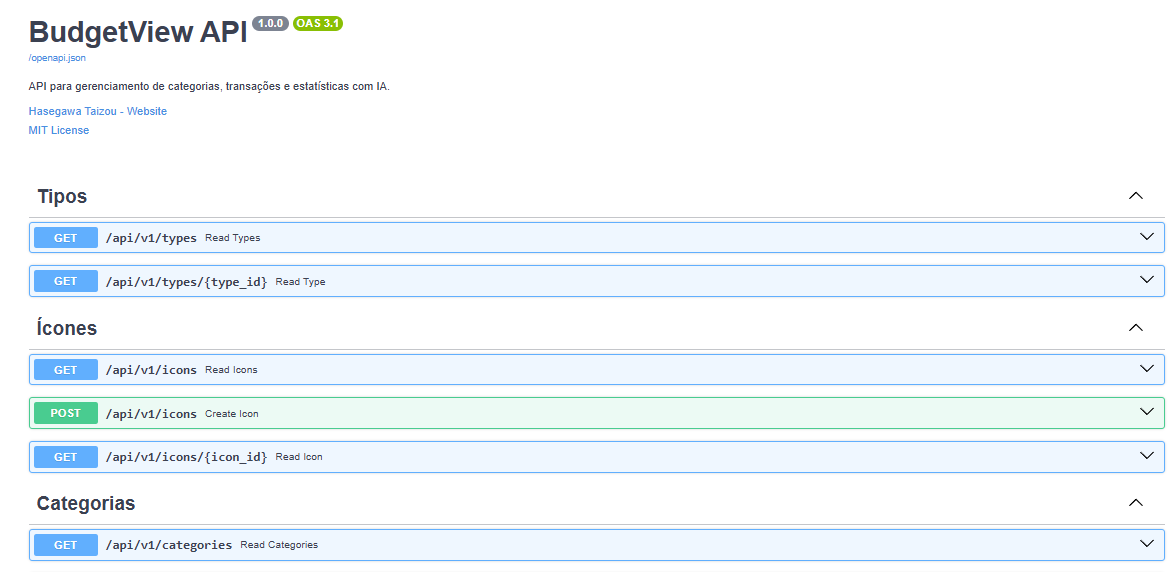 BudgetView API 1.0.0 OAS 3.1
/openapi.json
API para gerenciamento de categorias, transações e estatísticas com IA.
Hasegawa Taizou - Website
MIT License
Tipos
GET /api/v1/types Read Types
GET /api/v1/types/{type_id} Read Type
Ícones
GET /api/v1/icons Read Icons
POST /api/v1/icons Create Icon
GET /api/v1/icons/{icon_id} Read Icon
Categorias
GET /api/v1/categories Read Categories